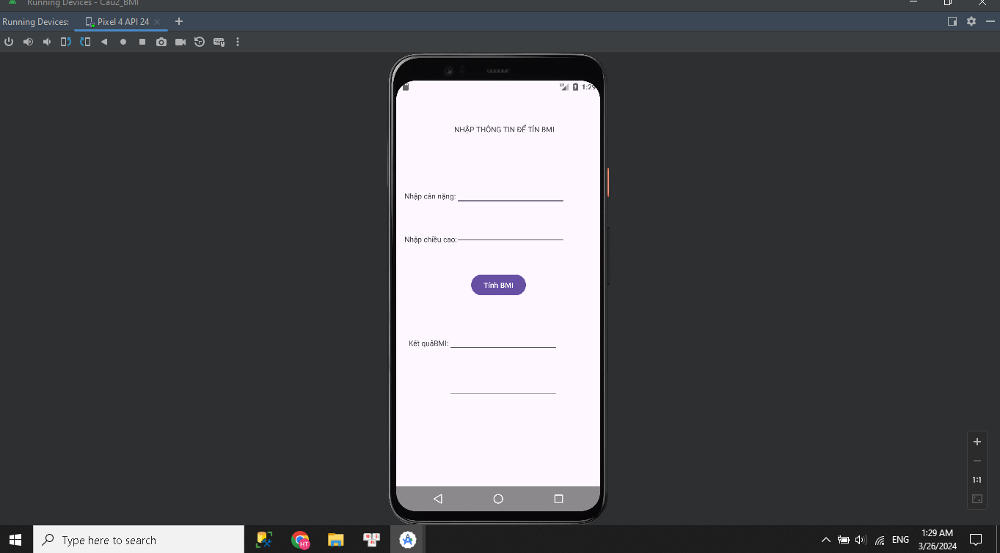 Running Devices - Cau2_BMI
Running Devices:
Pixel 4 API 24
1:29
NHẬP THÔNG TIN ĐỂ TÍN BMI
Nhập cân nặng:
Nhập chiều cao:
Tính BMI
Kết quảBMI:
1:1
Type here to search
HT
ENG
1:29 AM
3/26/2024